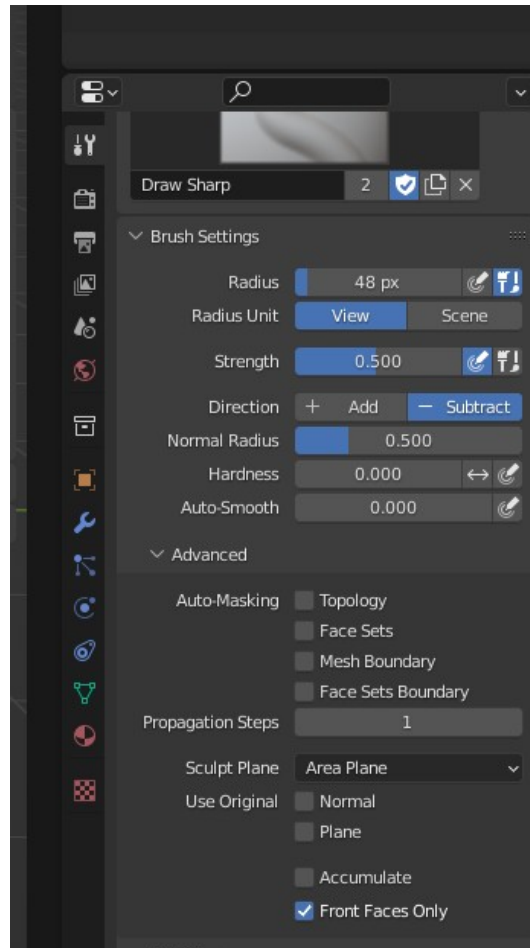 Draw Sharp 2
Brush Settings
Radius 48 px
Radius Unit View Scene
Strength 0.500
Direction + Add − Subtract
Normal Radius 0.500
Hardness 0.000
Auto-Smooth 0.000
Advanced
Auto-Masking Topology
Face Sets
Mesh Boundary
Face Sets Boundary
Propagation Steps 1
Sculpt Plane Area Plane
Use Original Normal
Plane
Accumulate
Front Faces Only